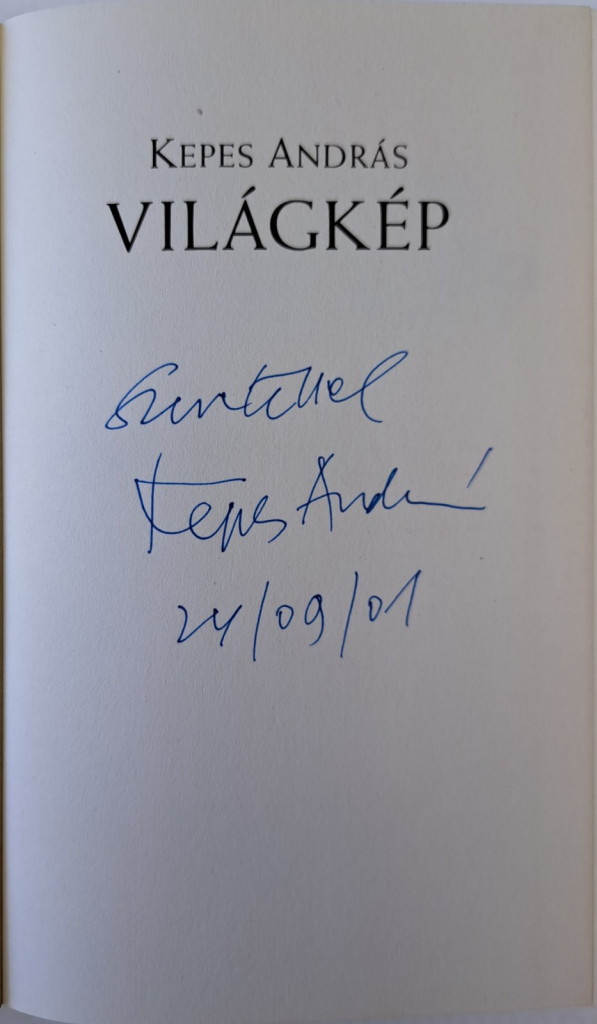 KEPES ANDRÁS
VILÁGKÉP
Szeretettel
Kepes András
24/09/01